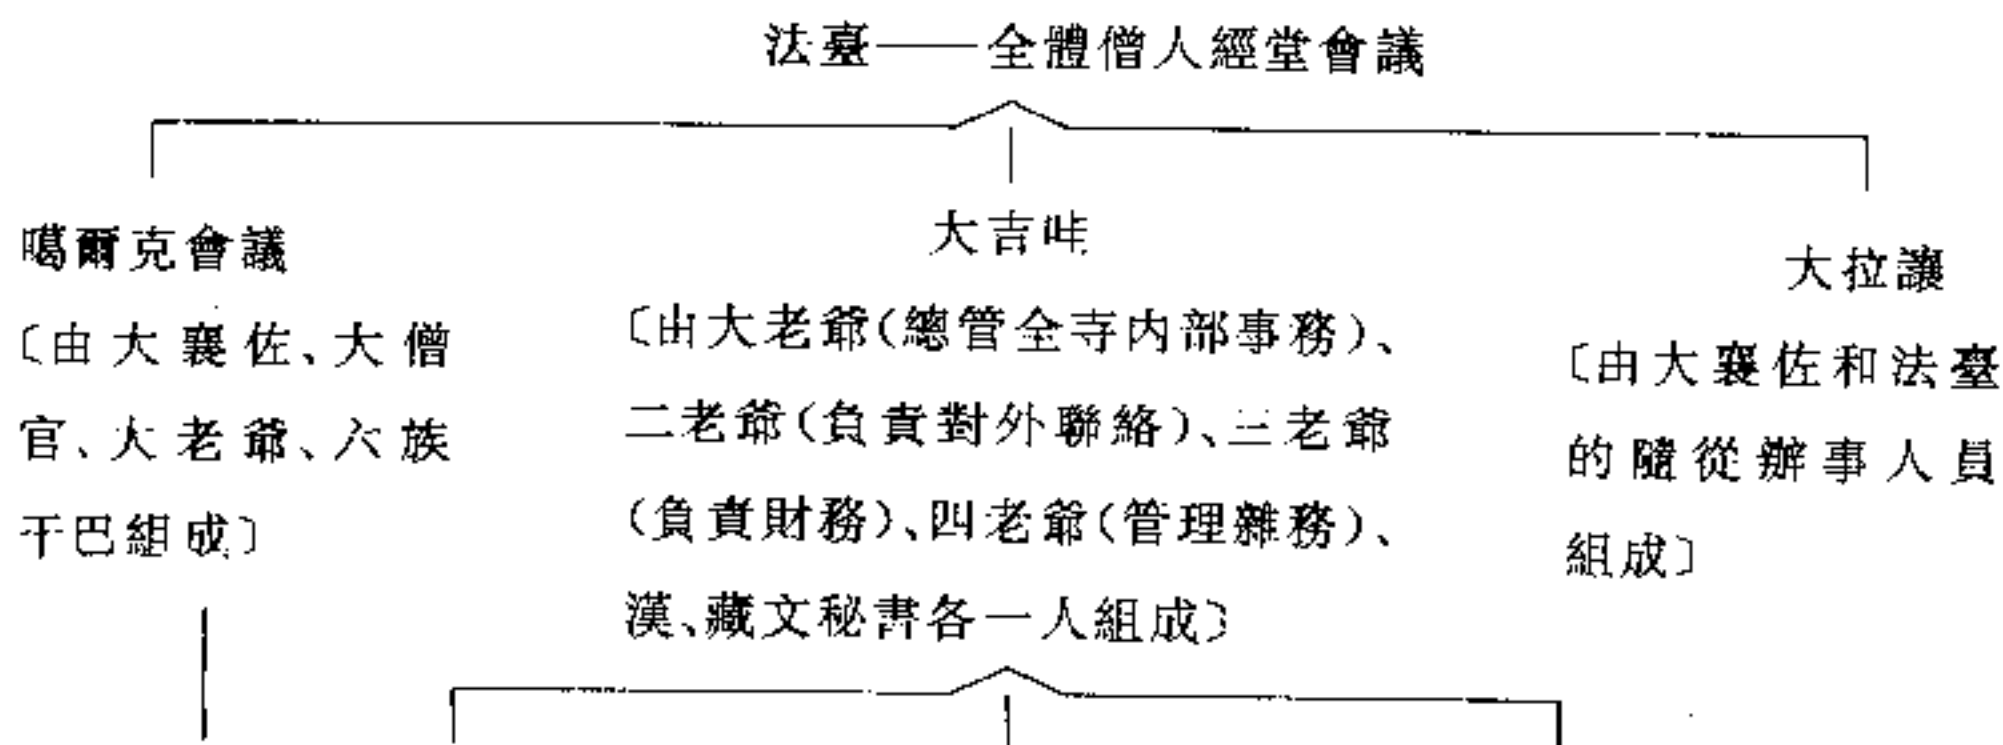 法臺——全體僧人經堂會議
噶爾克會議
〔由大襄佐、大僧
官、大老爺、六族
干巴組成〕
大吉哇
〔由大老爺(總管全寺内部事務)、
二老爺(負責對外聯絡)、三老爺
(負責財務)、四老爺(管理雜務)、
漢、藏文秘書各一人組成〕
大拉讓
〔由大襄佐和法臺
的隨從辦事人員
組成〕